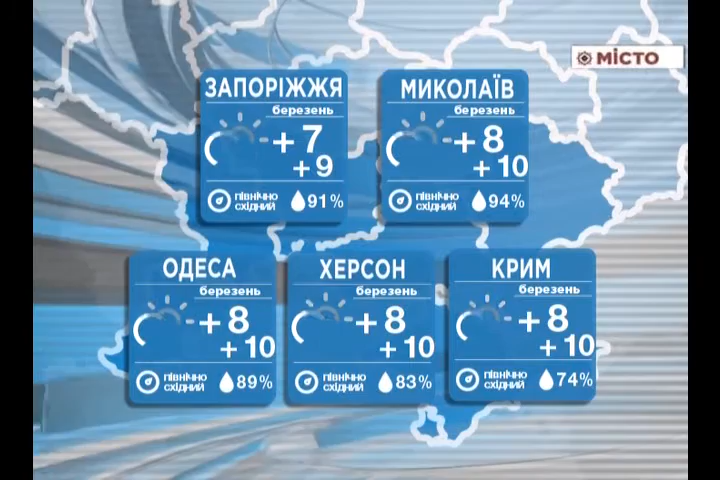 МІСТО
ЗАПОРІЖЖЯ
березень
+7
+9
ПІВНІЧНО
СХІДНИЙ
91%
МИКОЛАЇВ
березень
+8
+10
ПІВНІЧНО
СХІДНИЙ
94%
ОДЕСА
березень
+8
+10
ПІВНІЧНО
СХІДНИЙ
89%
ХЕРСОН
березень
+8
+10
ПІВНІЧНО
СХІДНИЙ
83%
КРИМ
березень
+8
+10
ПІВНІЧНО
СХІДНИЙ
74%